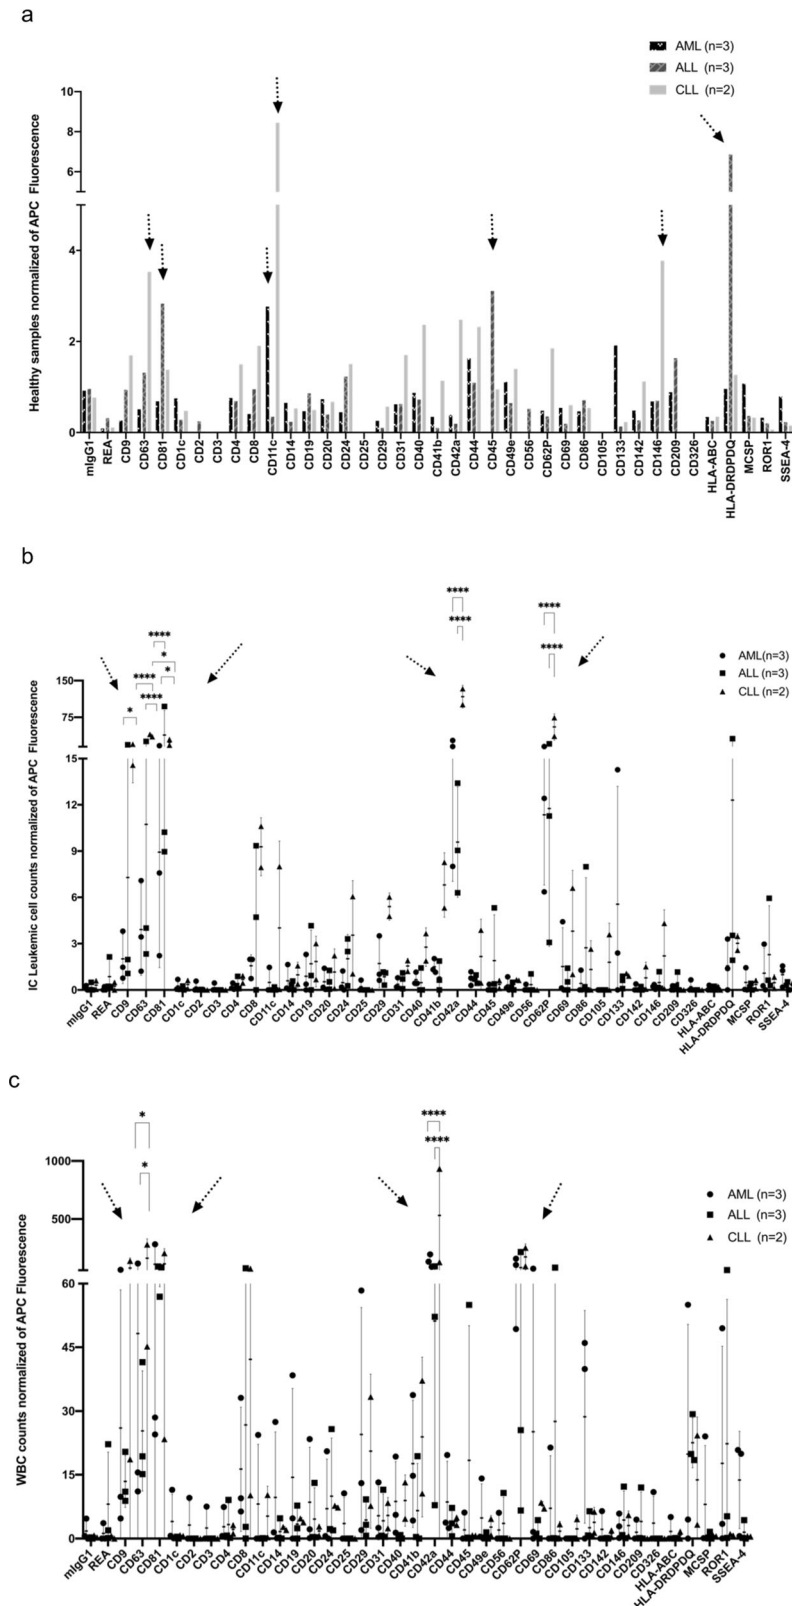 a
AML (n=3)
ALL (n=3)
CLL (n=2)
Healthy samples normalized of APC Fluorescence
10
8
6
4
2
0
mIgG1
REA
CD9
CD63
CD81
CD1c
CD2
CD3
CD4
CD8
CD11c
CD14
CD19
CD20
CD24
CD25
CD29
CD31
CD40
CD41b
CD42a
CD44
CD45
CD49e
CD56
CD62P
CD69
CD86
CD105
CD133
CD142
CD146
CD209
CD326
HLA-ABC
HLA-DRDPDQ
MCSP
ROR1
SSEA-4
b
****
****
****
****
****
*
*
****
****
*
AML(n=3)
ALL (n=3)
CLL (n=2)
IC Leukemic cell counts normalized of APC Fluorescence
150
75
15
12
9
6
3
0
mIgG1
REA
CD9
CD63
CD81
CD1c
CD2
CD3
CD4
CD8
CD11c
CD14
CD19
CD20
CD24
CD25
CD29
CD31
CD40
CD41b
CD42a
CD44
CD45
CD49e
CD56
CD62P
CD69
CD86
CD105
CD133
CD142
CD146
CD209
CD326
HLA-ABC
HLA-DRDPDQ
MCSP
ROR1
SSEA-4
c
*
****
****
*
AML (n=3)
ALL (n=3)
CLL (n=2)
WBC counts normalized of APC Fluorescence
1000
500
60
45
30
15
0
mIgG1
REA
CD9
CD63
CD81
CD1c
CD2
CD3
CD4
CD8
CD11c
CD14
CD19
CD20
CD24
CD25
CD29
CD31
CD40
CD41b
CD42a
CD44
CD45
CD49e
CD56
CD62P
CD69
CD86
CD105
CD133
CD142
CD146
CD209
CD326
HLA-ABC
HLA-DRDPDQ
MCSP
ROR1
SSEA-4